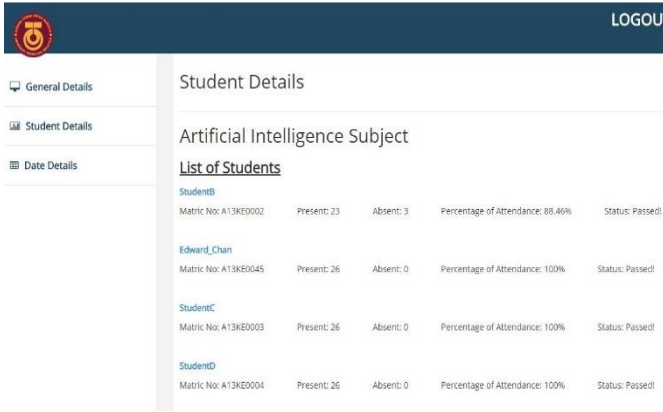 LOGOU
General Details
Student Details
Date Details
Student Details
Artificial Intelligence Subject
List of Students
StudentB
Matric No: A13KE0002 Present: 23 Absent: 3 Percentage of Attendance: 88.46% Status: Passed!
Edward_Chan
Matric No: A13KE0045 Present: 26 Absent: 0 Percentage of Attendance: 100% Status: Passed!
StudentC
Matric No: A13KE0003 Present: 26 Absent: 0 Percentage of Attendance: 100% Status: Passed!
StudentD
Matric No: A13KE0004 Present: 26 Absent: 0 Percentage of Attendance: 100% Status: Passed!